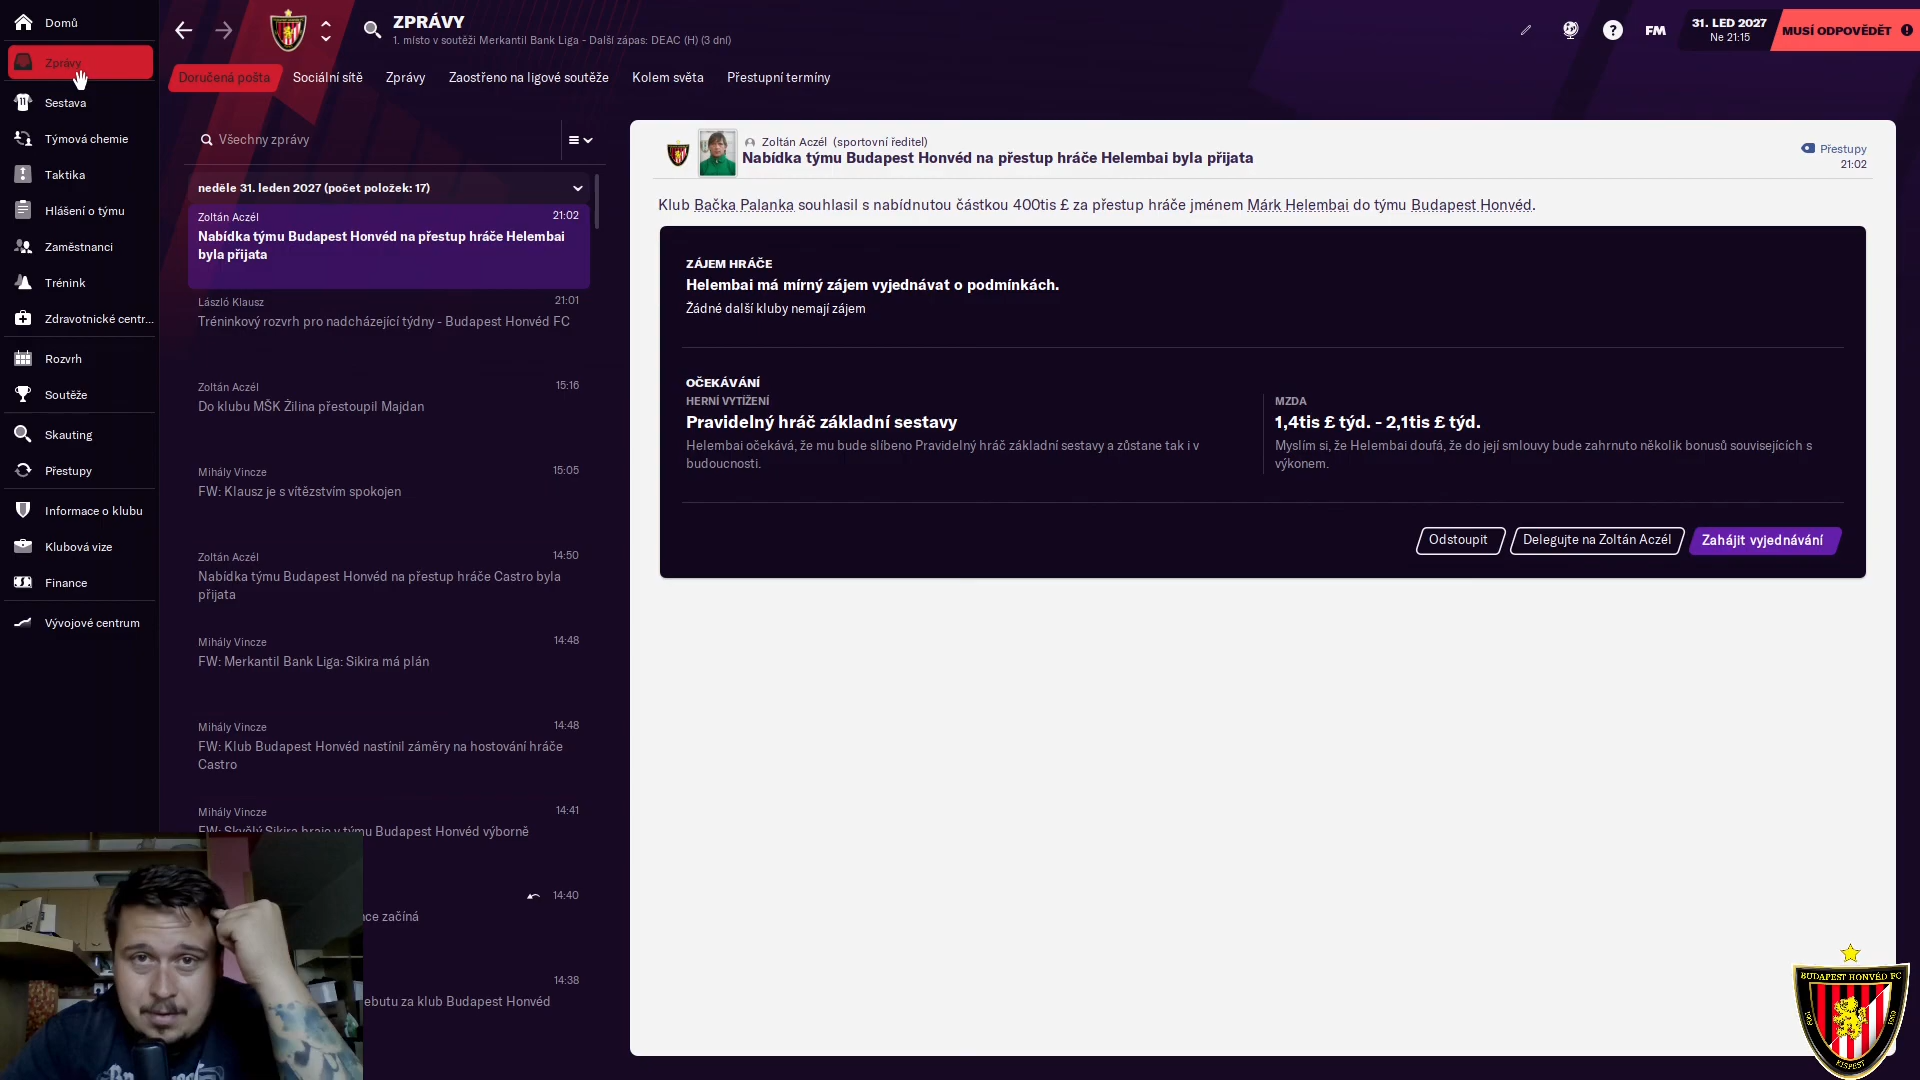 Domů
Zprávy
Sestava
Týmová chemie
Taktika
Hlášení o týmu
Zaměstnanci
Trénink
Zdravotnické centr...
Rozvrh
Soutěže
Skauting
Přestupy
Informace o klubu
Klubová vize
Finance
Vývojové centrum
ZPRÁVY
1. místo v soutěži Merkantil Bank Liga - Další zápas: DEAC (H) (3 dní)
FM
31. LED 2027
Ne 21:15
MUSÍ ODPOVĚDĚT
Doručená pošta
Sociální sítě
Zprávy
Zaostřeno na ligové soutěže
Kolem světa
Přestupní termíny
Všechny zprávy
neděle 31. leden 2027 (počet položek: 17)
Zoltán Aczél 21:02
Nabídka týmu Budapest Honvéd na přestup hráče Helembai
byla přijata
László Klausz 21:01
Tréninkový rozvrh pro nadcházející týdny - Budapest Honvéd FC
Zoltán Aczél 15:16
Do klubu MŠK Žilina přestoupil Majdan
Mihály Vincze 15:05
FW: Klausz je s vítězstvím spokojen
Zoltán Aczél 14:50
Nabídka týmu Budapest Honvéd na přestup hráče Castro byla
přijata
Mihály Vincze 14:48
FW: Merkantil Bank Liga: Sikira má plán
Mihály Vincze 14:48
FW: Klub Budapest Honvéd nastínil záměry na hostování hráče
Castro
Mihály Vincze 14:41
FW: Skvělý Sikira hraje v týmu Budapest Honvéd výborně
14:40
nce začíná
14:38
ebutu za klub Budapest Honvéd
Zoltán Aczél (sportovní ředitel)
Nabídka týmu Budapest Honvéd na přestup hráče Helembai byla přijata
Přestupy
21:02
Klub Bačka Palanka souhlasil s nabídnutou částkou 400tis £ za přestup hráče jménem Márk Helembai do týmu Budapest Honvéd.
ZÁJEM HRÁČE
Helembai má mírný zájem vyjednávat o podmínkách.
Žádné další kluby nemají zájem
OČEKÁVÁNÍ
HERNÍ VYTÍŽENÍ
Pravidelný hráč základní sestavy
Helembai očekává, že mu bude slíbeno Pravidelný hráč základní sestavy a zůstane tak i v
budoucnosti.
MZDA
1,4tis £ týd. - 2,1tis £ týd.
Myslím si, že Helembai doufá, že do její smlouvy bude zahrnuto několik bonusů souvisejících s
výkonem.
Odstoupit
Delegujte na Zoltán Aczél
Zahájit vyjednávání
BUDAPEST HONVÉD FC
KISPEST